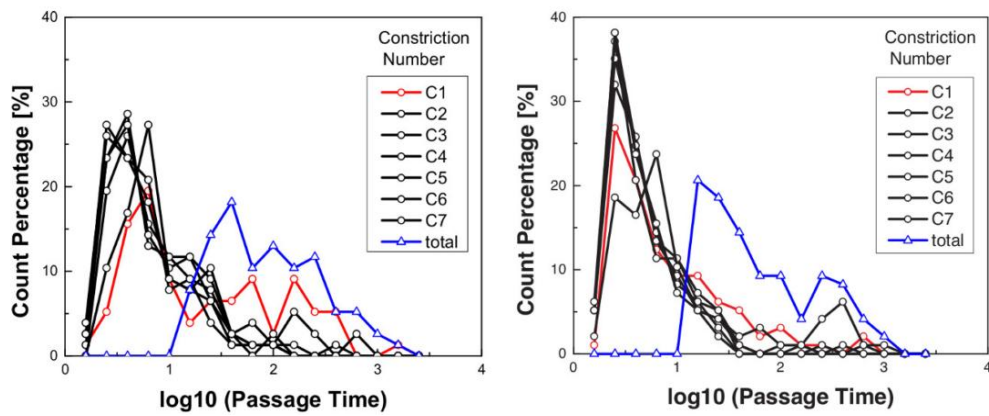 40
30
20
10
0
Count Percentage [%]
0
1
2
3
4
log10 (Passage Time)
Constriction
Number
C1
C2
C3
C4
C5
C6
C7
total
40
30
20
10
0
Count Percentage [%]
0
1
2
3
4
log10 (Passage Time)
Constriction
Number
C1
C2
C3
C4
C5
C6
C7
total